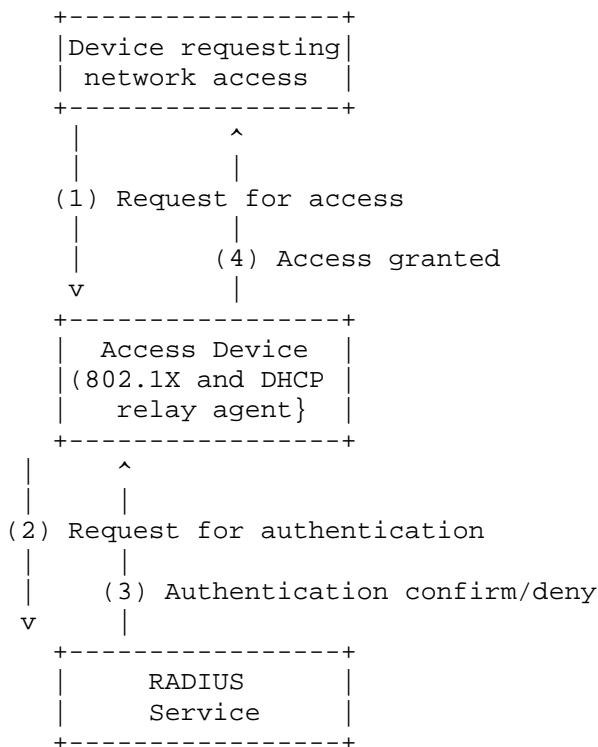 Device requesting
network access
(1) Request for access
(4) Access granted
Access Device
(802.1X and DHCP
relay agent}
(2) Request for authentication
(3) Authentication confirm/deny
RADIUS
Service